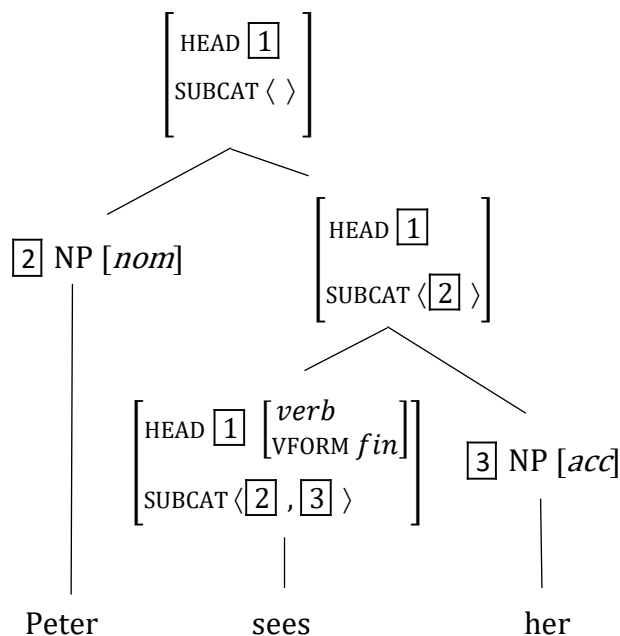 HEAD 1
SUBCAT ⟨ ⟩
2 NP [nom]
HEAD 1
SUBCAT ⟨ 2 ⟩
HEAD 1 [verb
VFORM fin]
SUBCAT ⟨ 2 , 3 ⟩
3 NP [acc]
Peter sees her